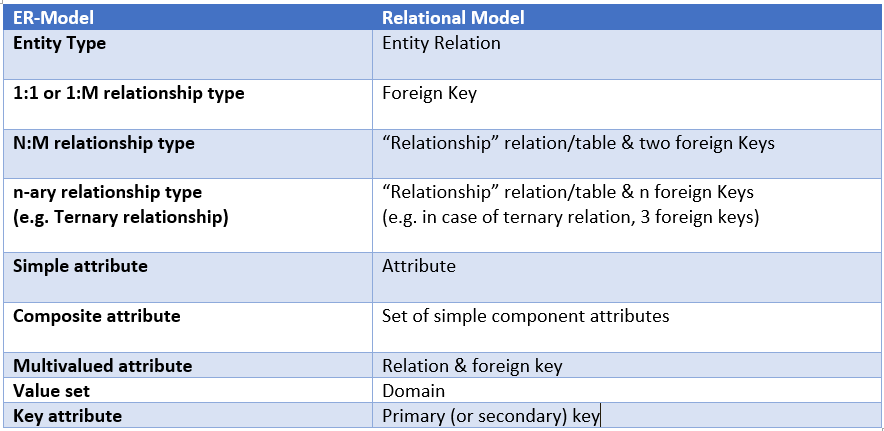 ER-Model Relational Model
Entity Type Entity Relation
1:1 or 1:M relationship type Foreign Key
N:M relationship type “Relationship” relation/table & two foreign Keys
n-ary relationship type “Relationship” relation/table & n foreign Keys
(e.g. Ternary relationship) (e.g. in case of ternary relation, 3 foreign keys)
Simple attribute Attribute
Composite attribute Set of simple component attributes
Multivalued attribute Relation & foreign key
Value set Domain
Key attribute Primary (or secondary) key